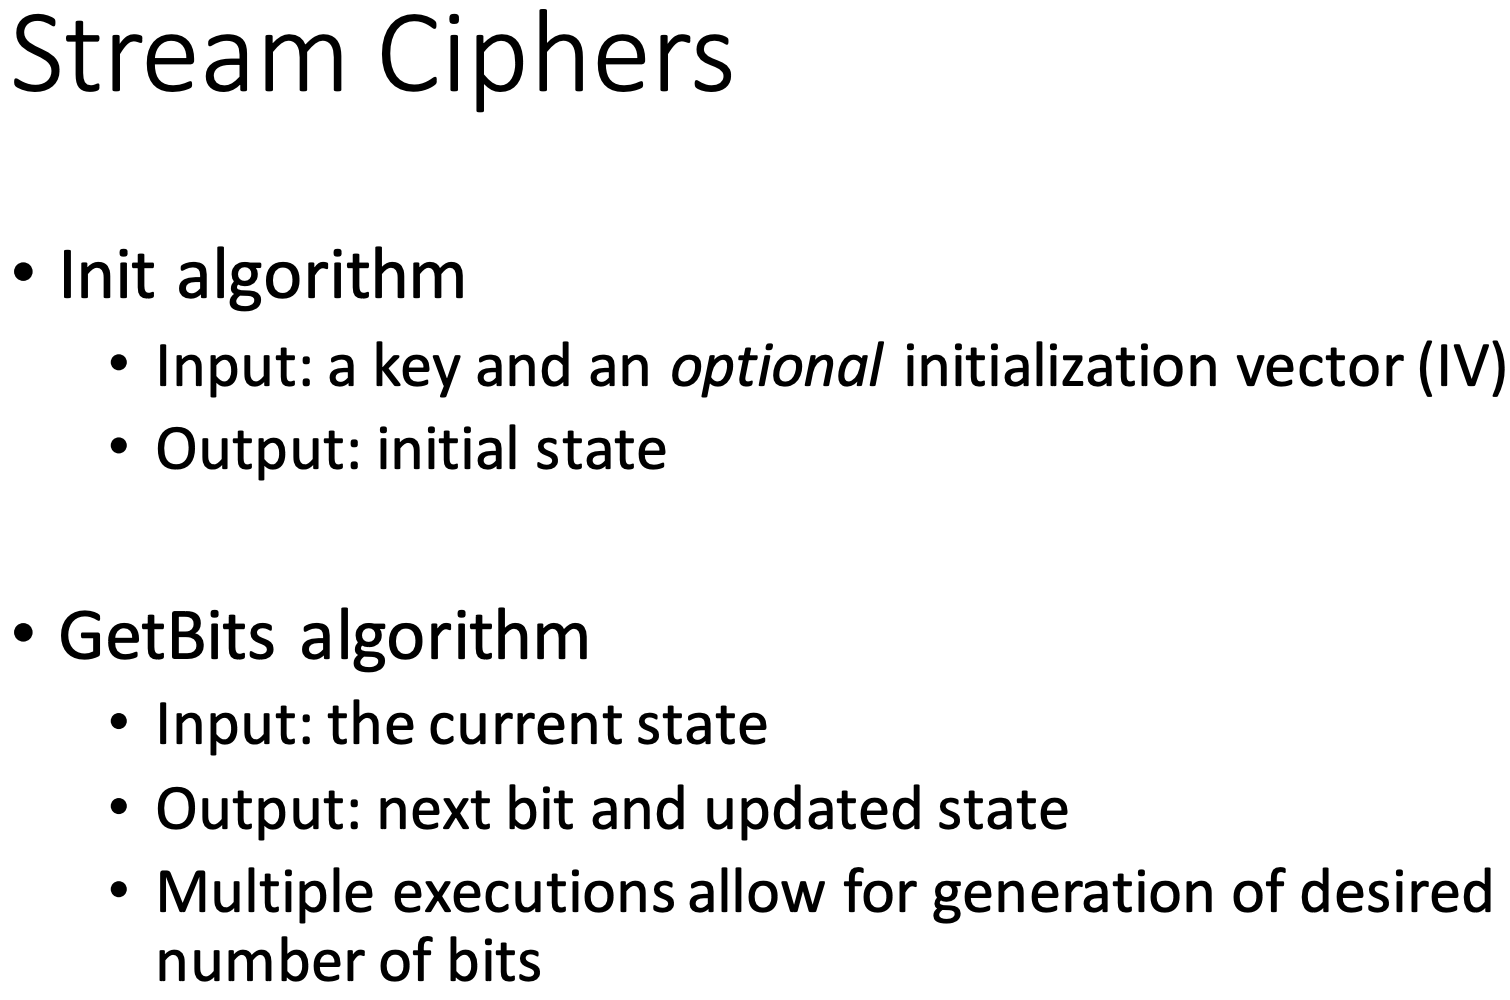 Stream Ciphers
• Init algorithm
• Input: a key and an optional initialization vector (IV)
• Output: initial state
• GetBits algorithm
• Input: the current state
• Output: next bit and updated state
• Multiple executions allow for generation of desired
number of bits